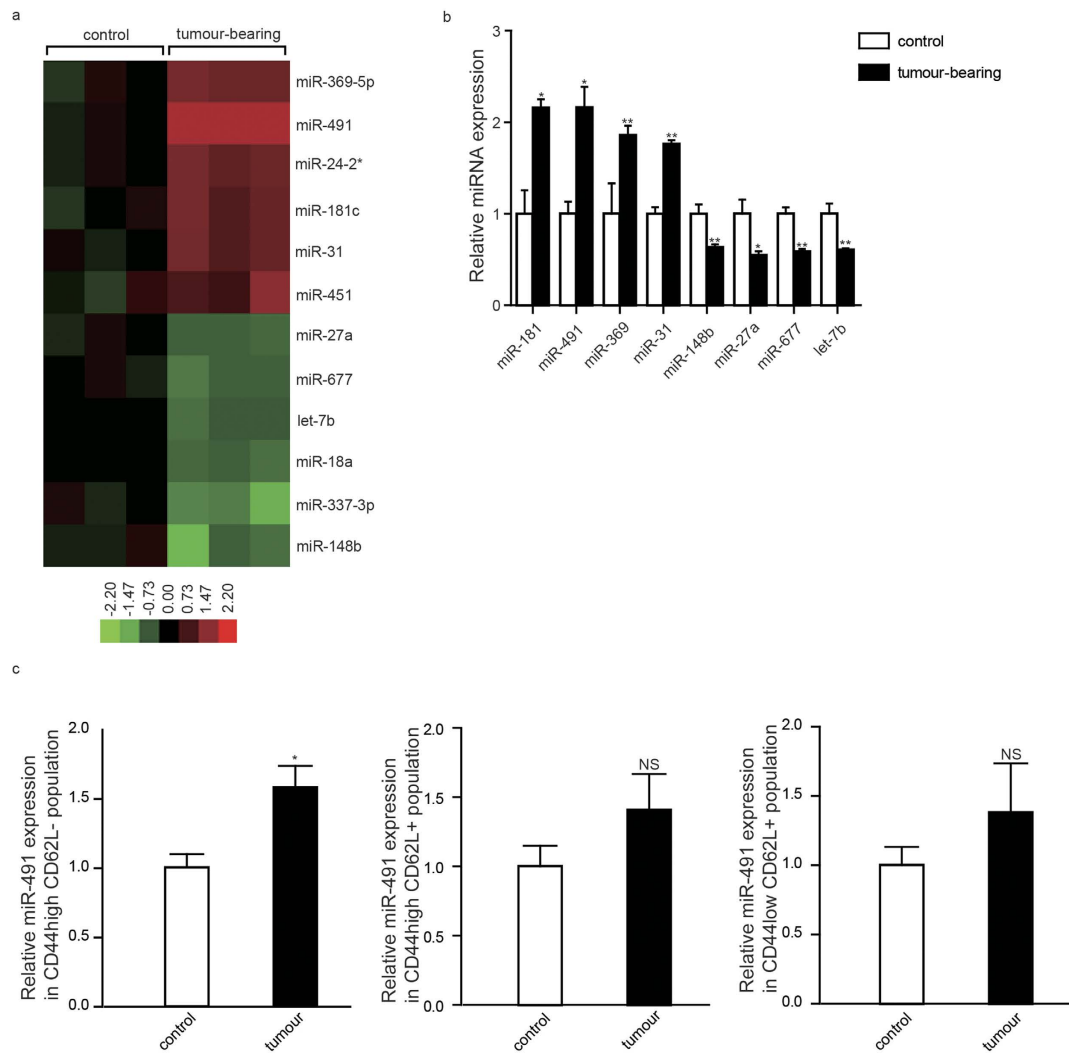 a
control tumour-bearing
miR-369-5p
miR-491
miR-24-2*
miR-181c
miR-31
miR-451
miR-27a
miR-677
let-7b
miR-18a
miR-337-3p
miR-148b
-2.20 -1.47 -0.73 0.00 0.73 1.47 2.20
b
Relative miRNA expression
3
2
1
0
* * ** ** ** * ** **
miR-181 miR-491 miR-369 miR-31 miR-148b miR-27a miR-677 let-7b
control
tumour-bearing
c
Relative miR-491 expression
in CD44high CD62L- population
2.0
1.5
1.0
0.5
0.0
*
control tumour
Relative miR-491 expression
in CD44high CD62L+ population
2.0
1.5
1.0
0.5
0.0
NS
control tumour
Relative miR-491 expression
in CD44low CD62L+ population
2.0
1.5
1.0
0.5
0.0
NS
control tumour